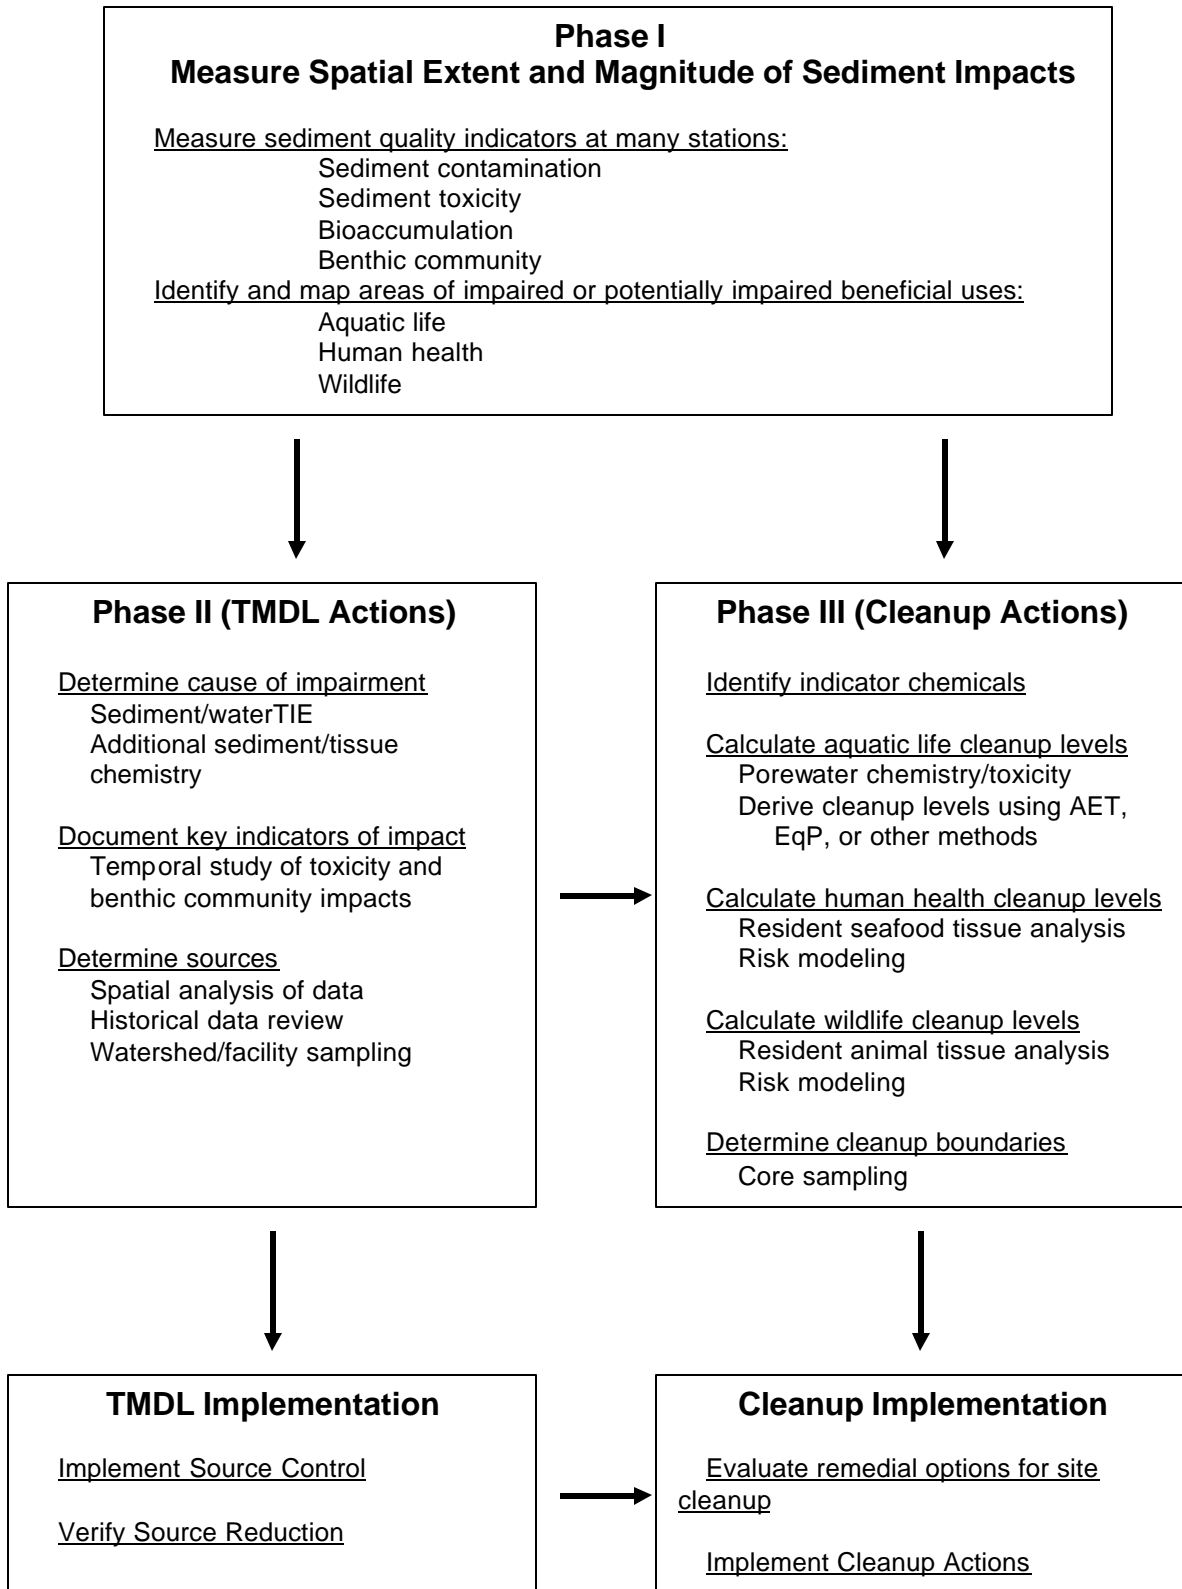 Phase I
Measure Spatial Extent and Magnitude of Sediment Impacts
Measure sediment quality indicators at many stations:
Sediment contamination
Sediment toxicity
Bioaccumulation
Benthic community
Identify and map areas of impaired or potentially impaired beneficial uses:
Aquatic life
Human health
Wildlife
Phase II (TMDL Actions)
Determine cause of impairment
Sediment/waterTIE
Additional sediment/tissue
chemistry
Document key indicators of impact
Temporal study of toxicity and
benthic community impacts
Determine sources
Spatial analysis of data
Historical data review
Watershed/facility sampling
Phase III (Cleanup Actions)
Identify indicator chemicals
Calculate aquatic life cleanup levels
Porewater chemistry/toxicity
Derive cleanup levels using AET,
EqP, or other methods
Calculate human health cleanup levels
Resident seafood tissue analysis
Risk modeling
Calculate wildlife cleanup levels
Resident animal tissue analysis
Risk modeling
Determine cleanup boundaries
Core sampling
TMDL Implementation
Implement Source Control
Verify Source Reduction
Cleanup Implementation
Evaluate remedial options for site
cleanup
Implement Cleanup Actions